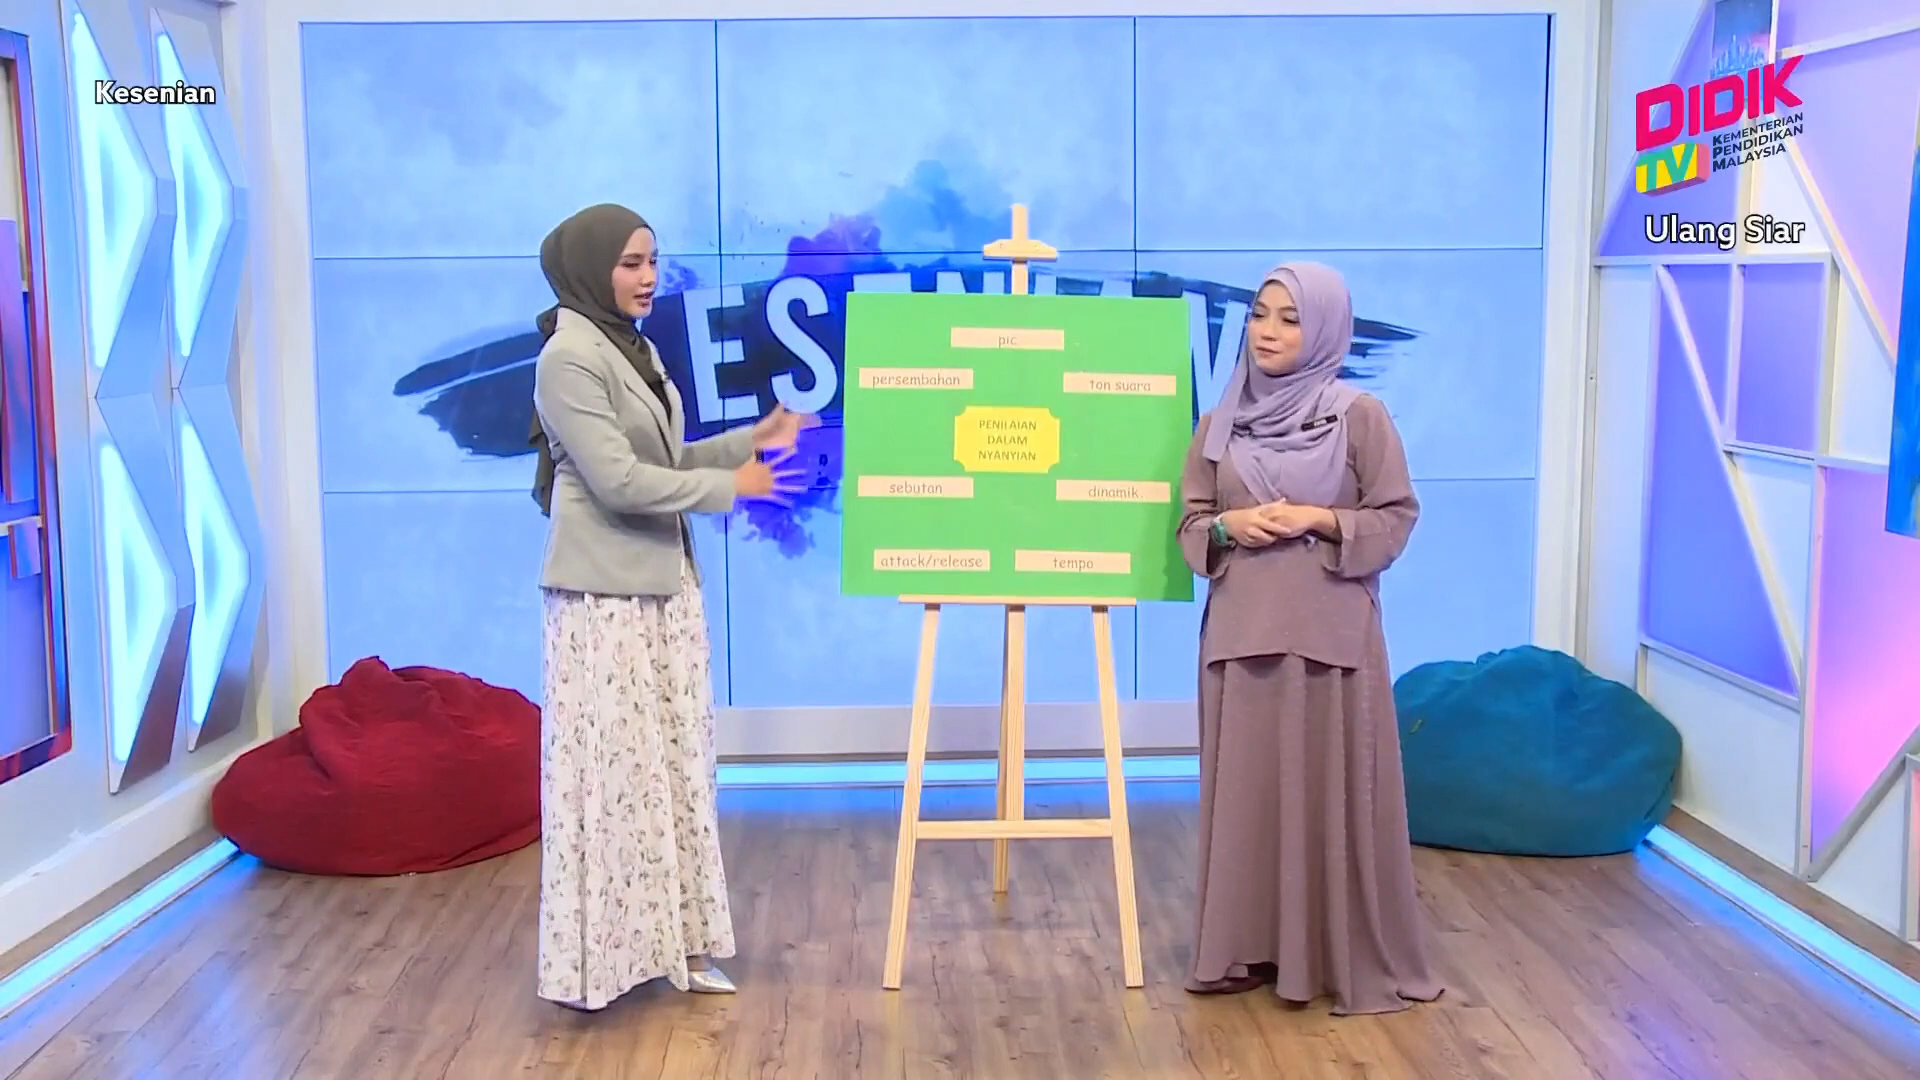 Kesenian
DIDIK
TV
KEMENTERIAN
PENDIDIKAN
MALAYSIA
Ulang Siar
pic
persembahan
ton suara
PENILAIAN
DALAM
NYANYIAN
sebutan
dinamik
attack/release
tempo